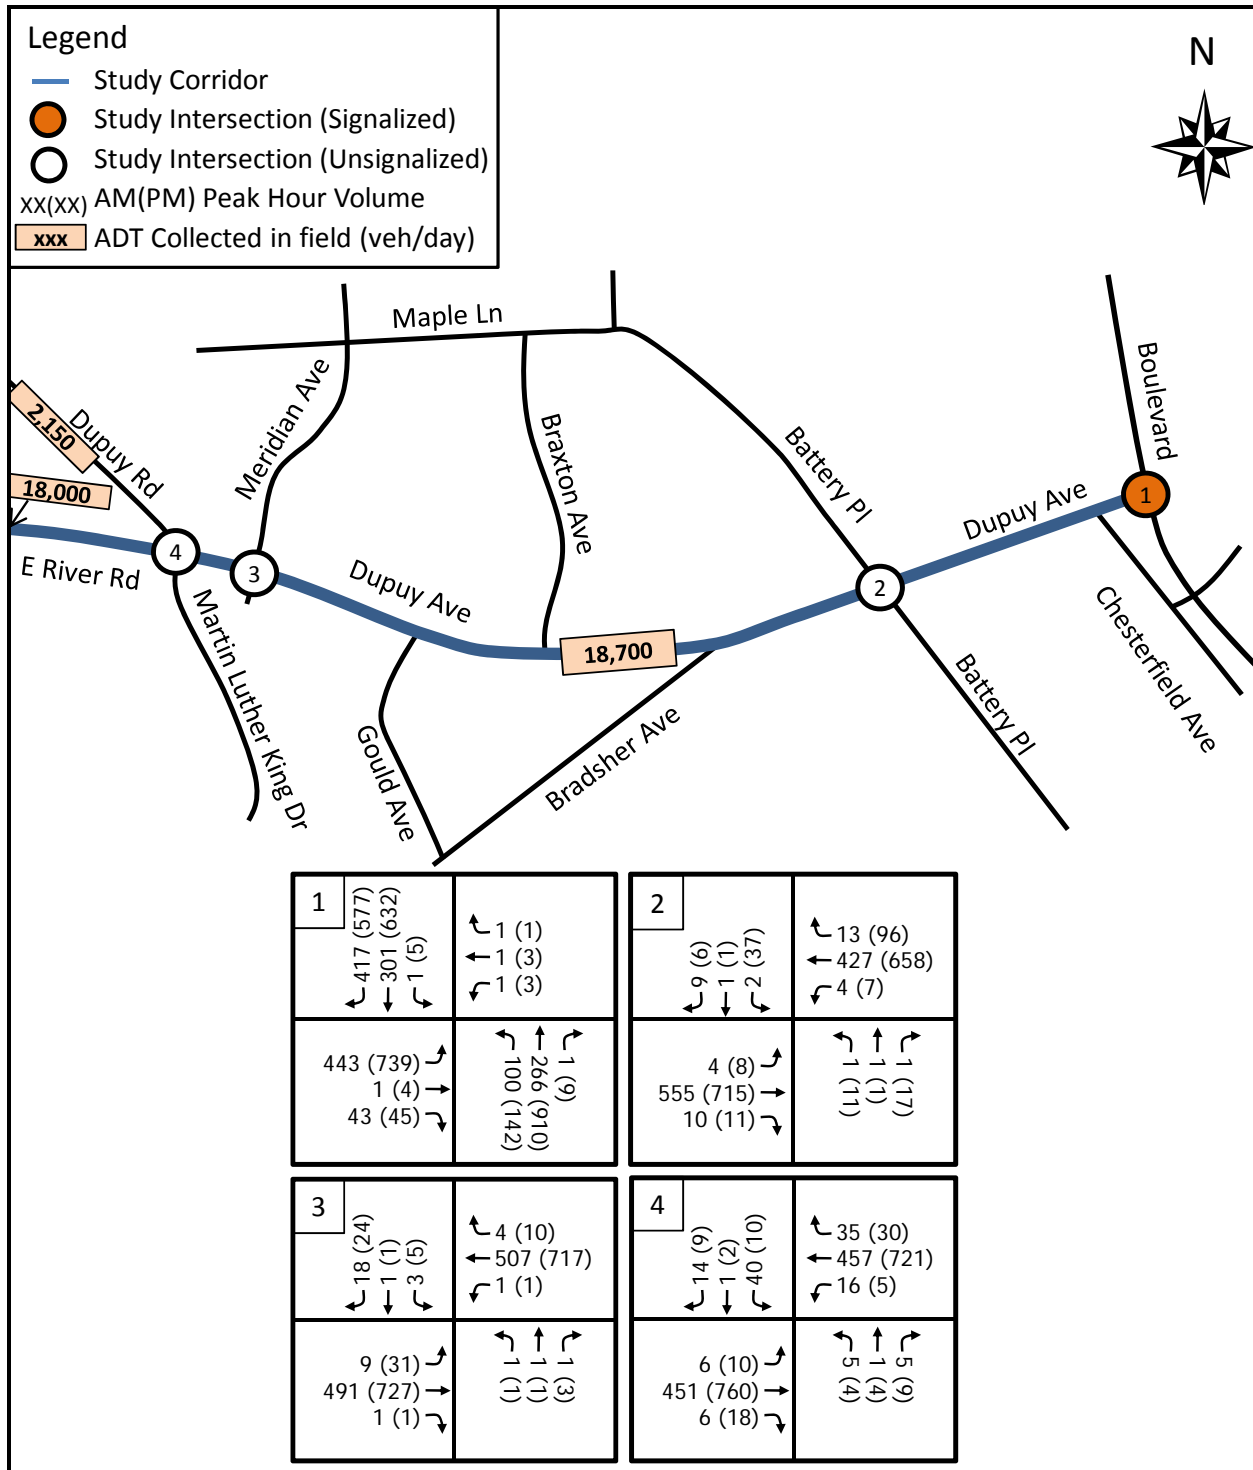 Legend
Study Corridor
Study Intersection (Signalized)
Study Intersection (Unsignalized)
XX(XX) AM(PM) Peak Hour Volume
xxx ADT Collected in field (veh/day)
N
Maple Ln
Meridian Ave
Braxton Ave
Battery Pl
Boulevard
Dupuy Rd
2,150
18,000
E River Rd
4
3
Dupuy Ave
18,700
2
Dupuy Ave
1
Martin Luther King Dr
Gould Ave
Bradsher Ave
Battery Pl
Chesterfield Ave
1
417 (577)
301 (632)
1 (5)
1 (1)
1 (3)
1 (3)
443 (739)
1 (4)
43 (45)
100 (142)
266 (910)
1 (9)
2
9 (6)
1 (1)
2 (37)
13 (96)
427 (658)
4 (7)
4 (8)
555 (715)
10 (11)
1 (11)
1 (1)
1 (17)
3
18 (24)
1 (1)
3 (5)
4 (10)
507 (717)
1 (1)
9 (31)
491 (727)
1 (1)
1 (1)
1 (1)
1 (3)
4
14 (9)
1 (2)
40 (10)
35 (30)
457 (721)
16 (5)
6 (10)
451 (760)
6 (18)
5 (4)
1 (4)
5 (9)